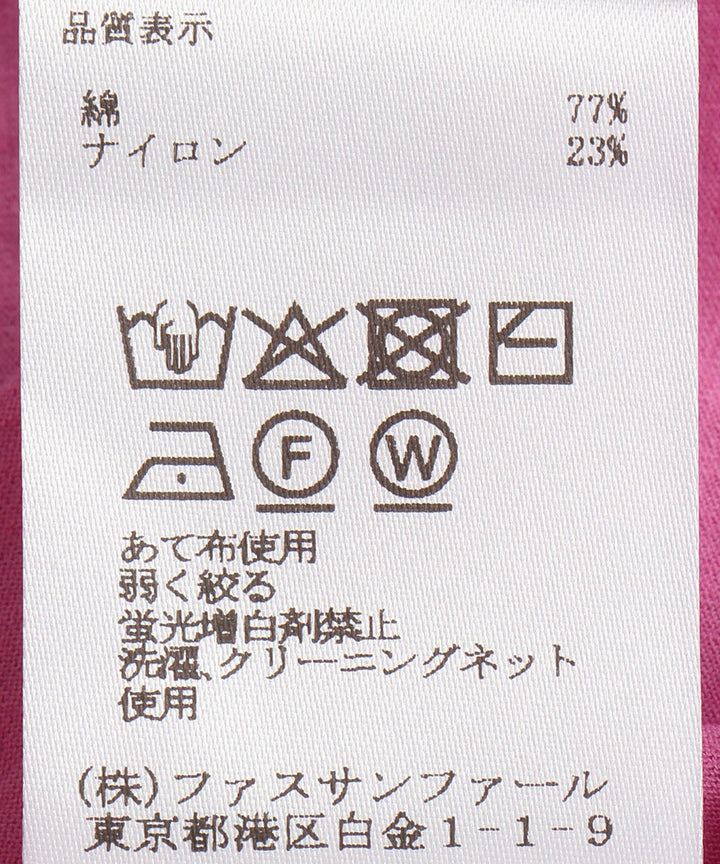 品質表示
綿 77%
ナイロン 23%
F W
あて布使用
弱く絞る
蛍光増白剤禁止
洗濯、クリーニングネット
使用
(株)ファスサンファール
東京都港区白金1-1-9